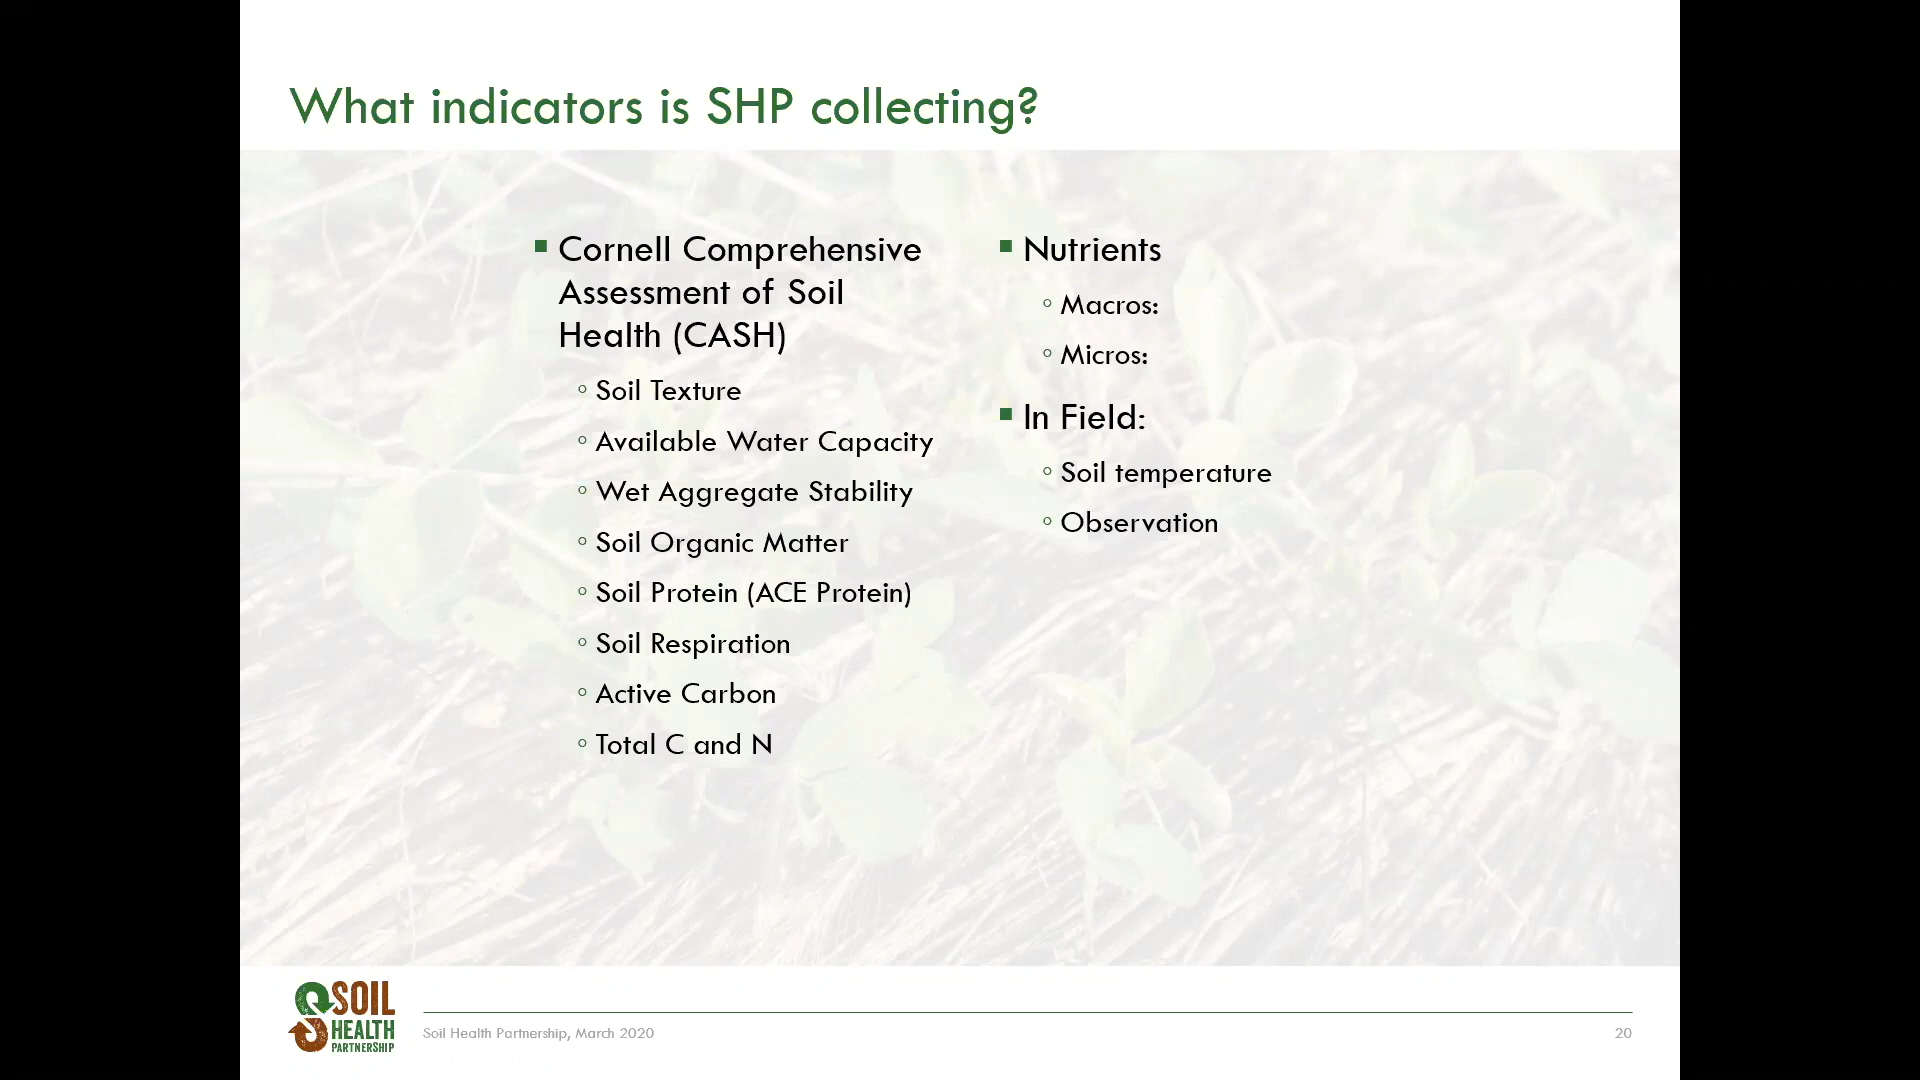 What indicators is SHP collecting?
Cornell Comprehensive
Assessment of Soil
Health (CASH)
Soil Texture
Available Water Capacity
Wet Aggregate Stability
Soil Organic Matter
Soil Protein (ACE Protein)
Soil Respiration
Active Carbon
Total C and N
Nutrients
Macros:
Micros:
In Field:
Soil temperature
Observation
SOIL
HEALTH
PARTNERSHIP
Soil Health Partnership, March 2020
20